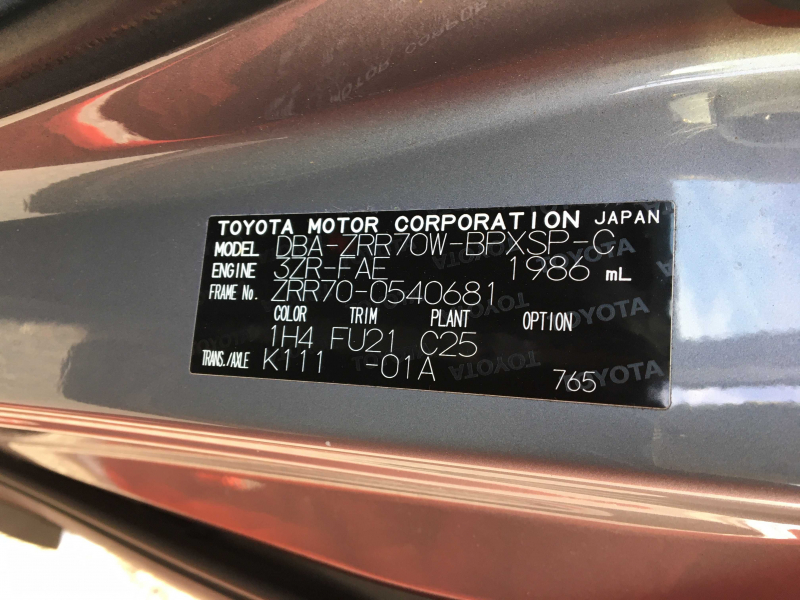 TOYOTA MOTOR CORPORATION JAPAN
MODEL DBA-ZRR70W-BPXSP-C
ENGINE 3ZR-FAE 1986 mL
FRAME No. ZRR70-0540681
COLOR TRIM PLANT OPTION
1H4 FU21 C25
TRANS./AXLE K111 -01A 765